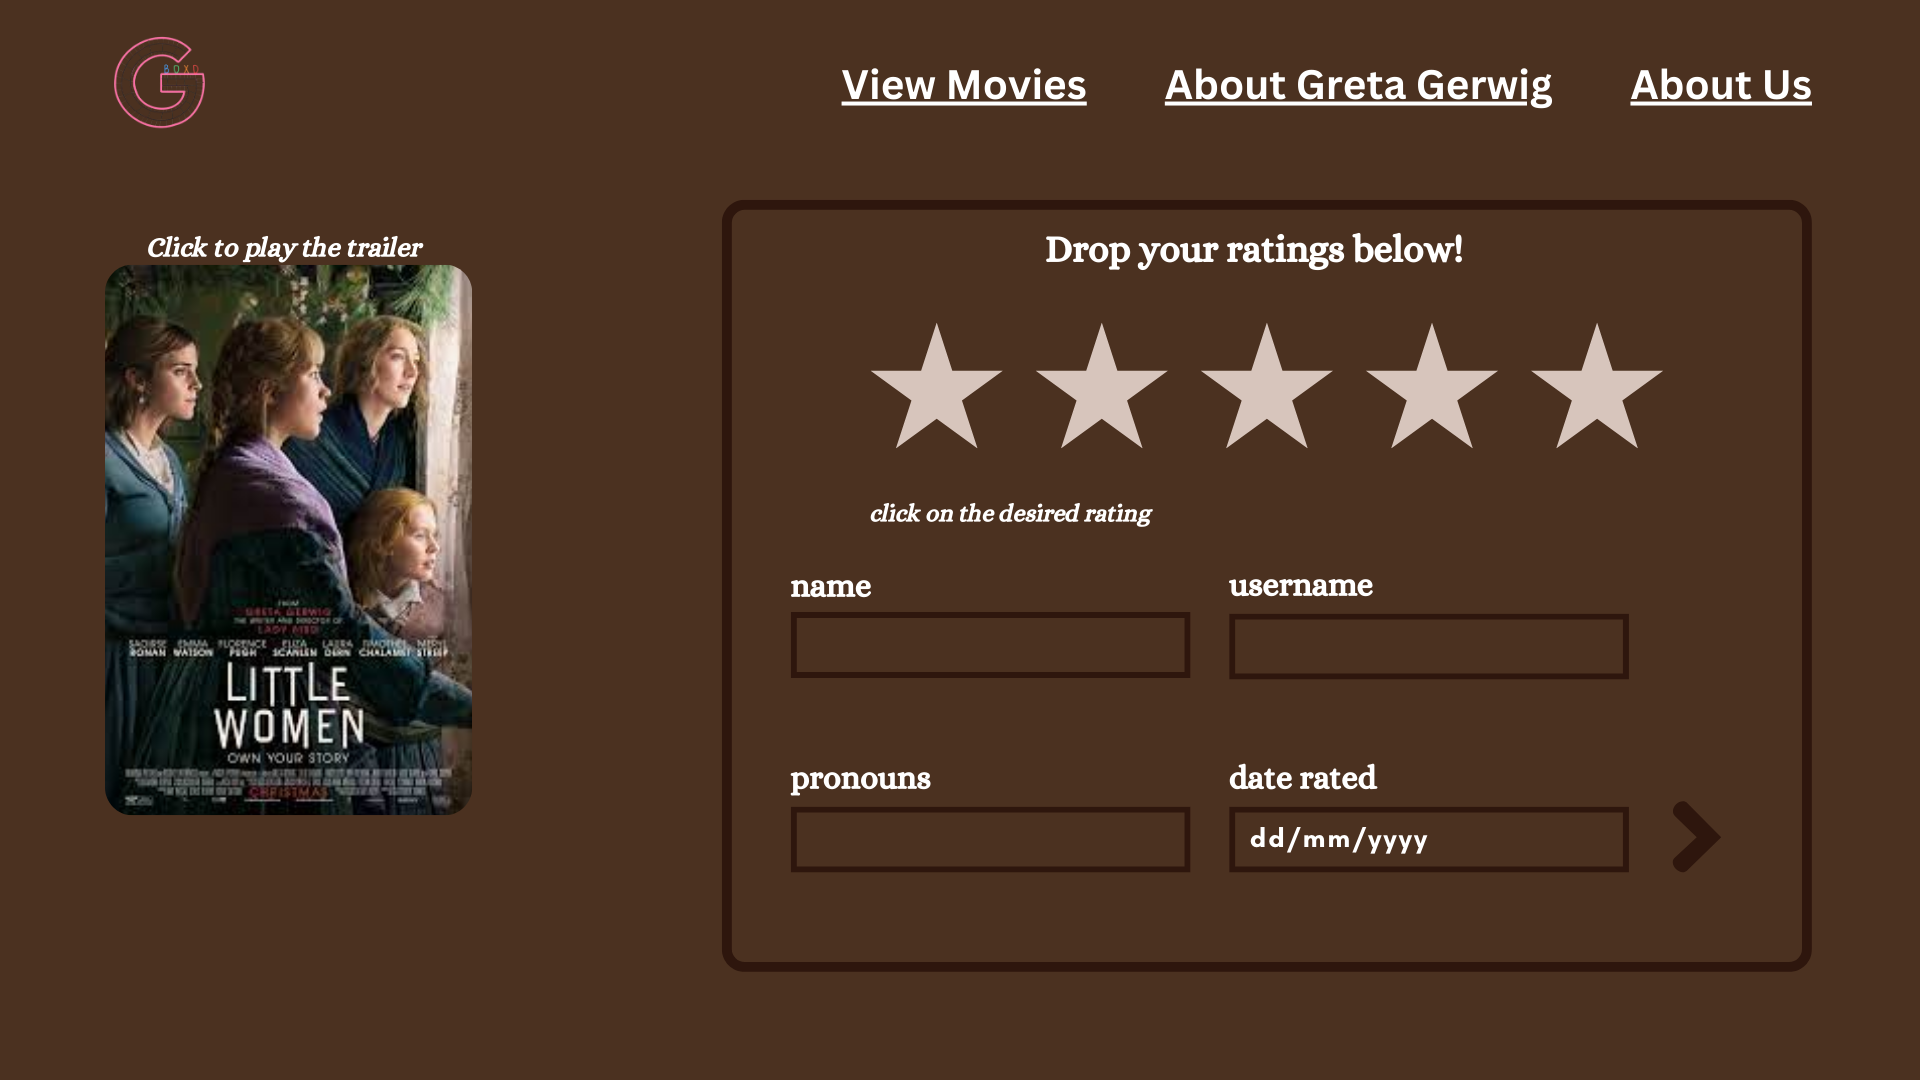 BOXD
View Movies
About Greta Gerwig
About Us
Click to play the trailer
FROM
GRETA GERWIG
THE WRITER AND DIRECTOR OF
LADY BIRD
SAOIRSE RONAN
EMMA WATSON
FLORENCE PUGH
ELIZA SCANLEN
LAURA DERN
TIMOTHÉE CHALAMET
MERYL STREEP
LITTLE
WOMEN
OWN YOUR STORY
CHRISTMAS
Drop your ratings below!
click on the desired rating
name
username
pronouns
date rated
dd/mm/yyyy